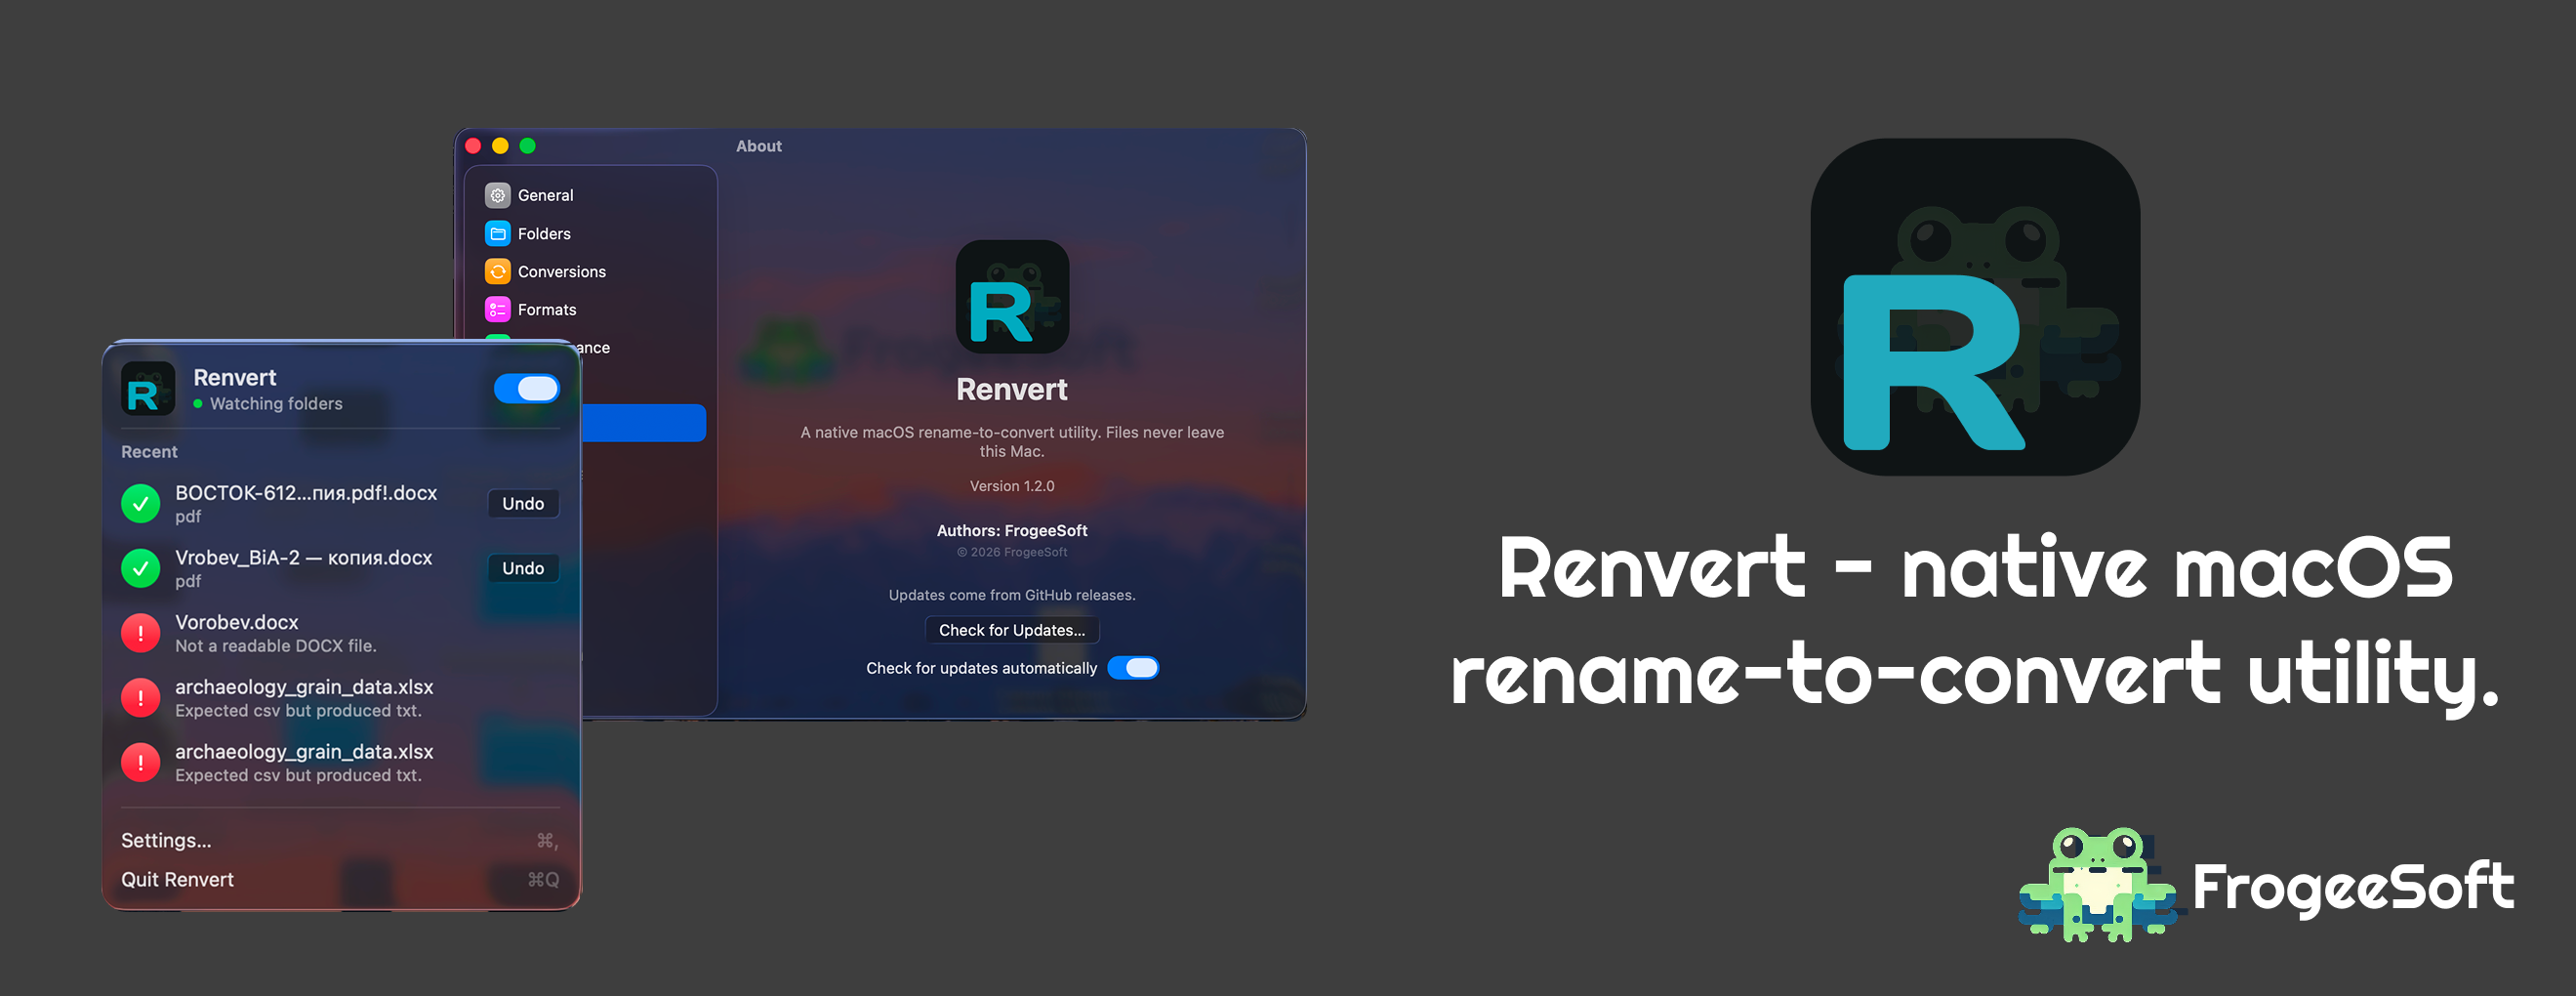 About
General
Folders
Conversions
Formats
ance
R
Renvert
A native macOS rename-to-convert utility. Files never leave
this Mac.
Version 1.2.0
Authors: FrogeeSoft
© 2026 FrogeeSoft
Updates come from GitHub releases.
Check for Updates...
Check for updates automatically
R
Renvert
Watching folders
Recent
ВОСТОК-612...пия.pdf!.docx
pdf
Undo
Vrobev_BiA-2 — копия.docx
pdf
Undo
Vorobev.docx
Not a readable DOCX file.
archaeology_grain_data.xlsx
Expected csv but produced txt.
archaeology_grain_data.xlsx
Expected csv but produced txt.
Settings... ⌘,
Quit Renvert ⌘Q
R
Renvert - native macOS
rename-to-convert utility.
FrogeeSoft